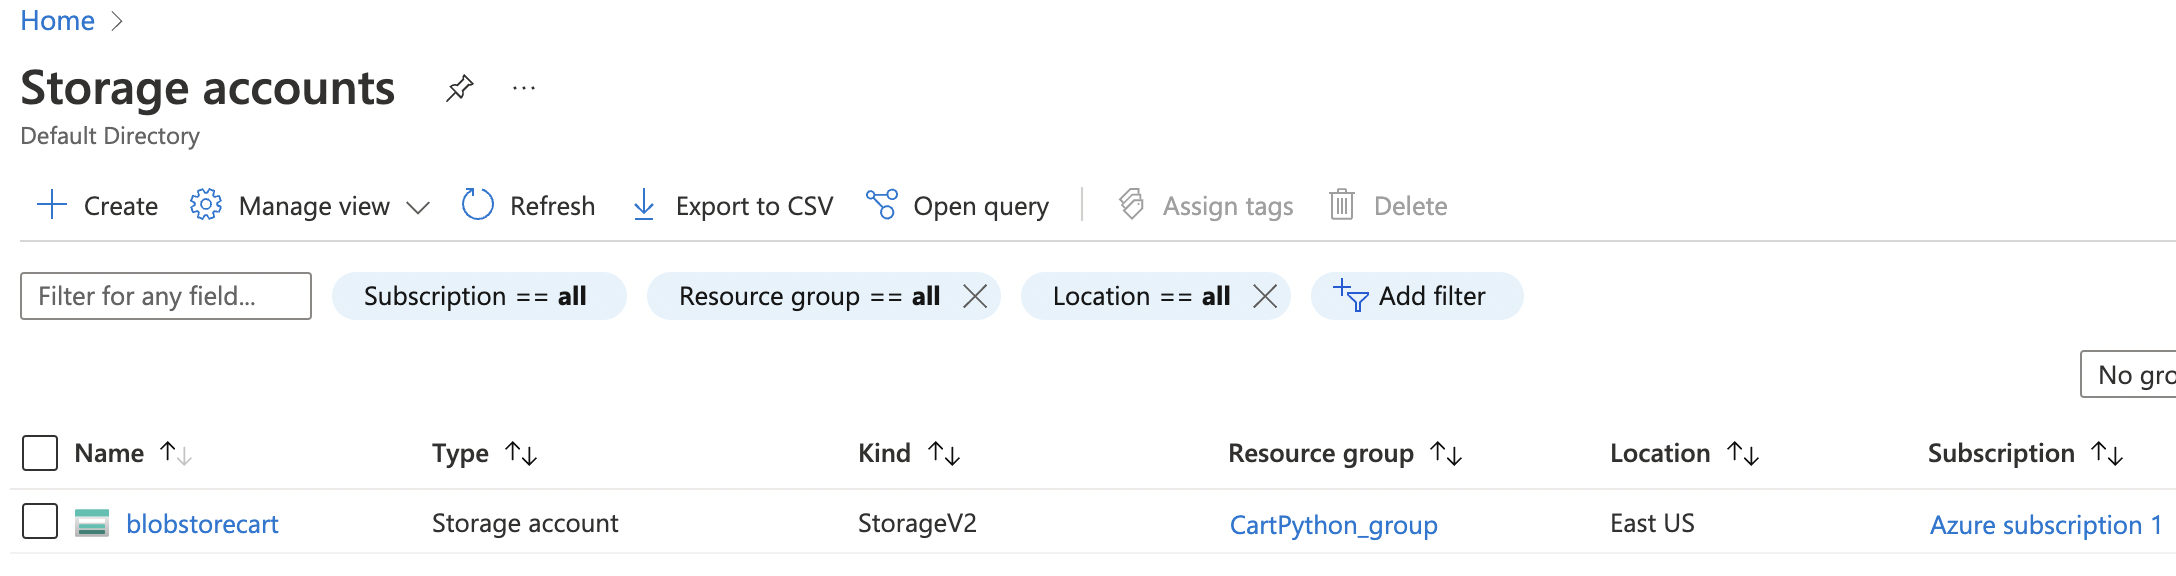 Home
Storage accounts ...
Default Directory
Create Manage view Refresh Export to CSV Open query Assign tags Delete
Filter for any field... Subscription == all Resource group == all Location == all Add filter
No gro
Name Type Kind Resource group Location Subscription
blobstorecart Storage account StorageV2 CartPython_group East US Azure subscription 1